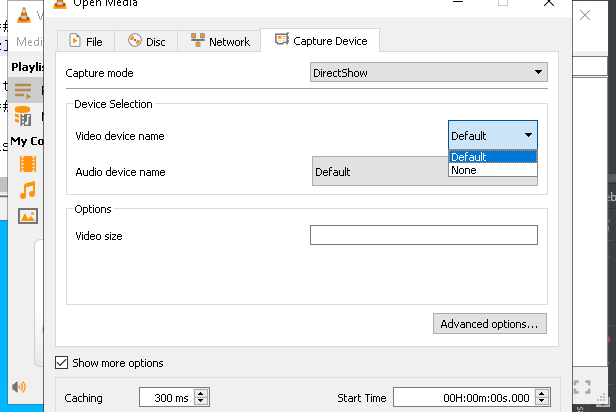 Open Media
Medi
File
Disc
Network
Capture Device
Playlis
Capture mode
DirectShow
Device Selection
My Co
Video device name
Default
Default
None
Audio device name
Default
Options
Video size
Advanced options...
Show more options
Caching
300 ms
Start Time
00H:00m:00s.000